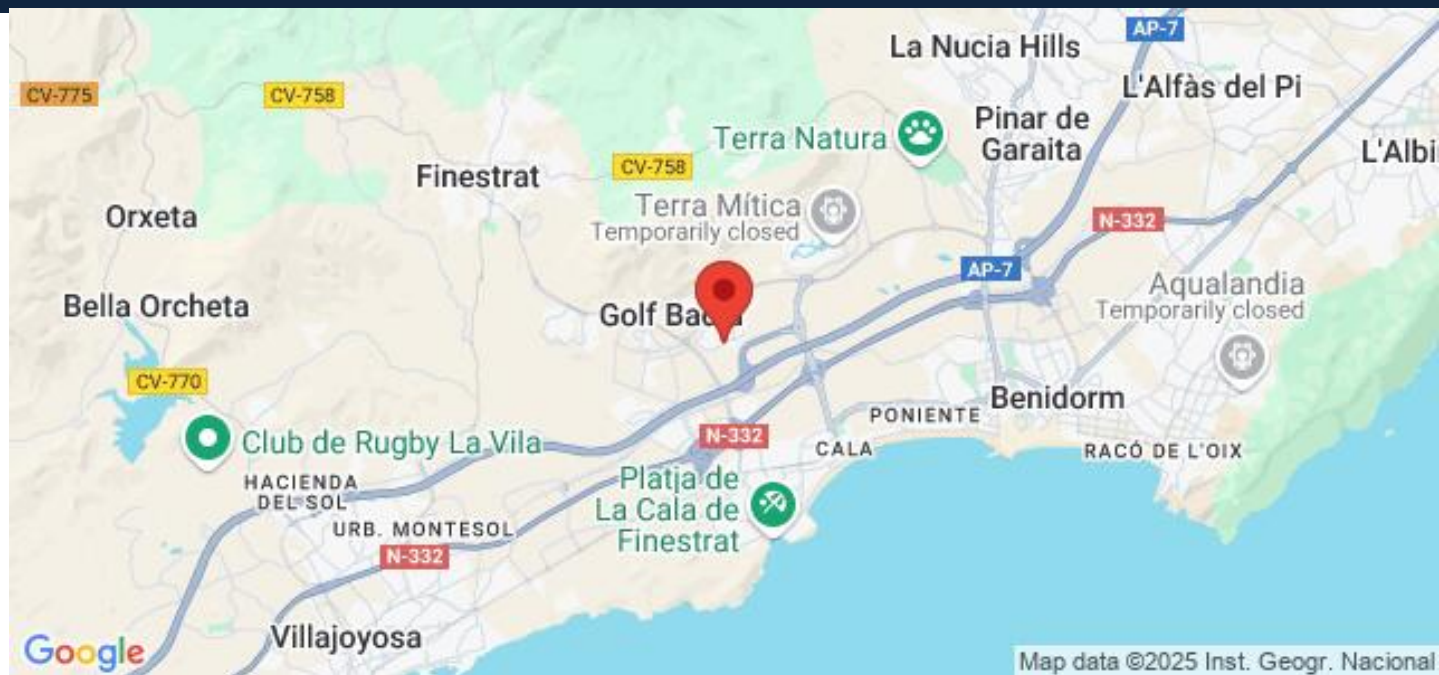 La Nucia Hills
AP-7
CV-775
CV-758
L'Alfàs del Pi
Terra Natura
Pinar de
Garaita
L'Albi
Finestrat
CV-758
Orxeta
Terra Mítica
Temporarily closed
N-332
AP-7
Aqualandia
Temporarily closed
Bella Orcheta
Golf Ba
CV-770
Benidorm
PONIENTE
N-332
CALA
RACÓ DE L'OIX
Club de Rugby La Vila
HACIENDA
DEL SOL
Platja de
La Cala de
Finestrat
URB. MONTESOL
N-332
Villajoyosa
Google
Map data ©2025 Inst. Geogr. Nacional